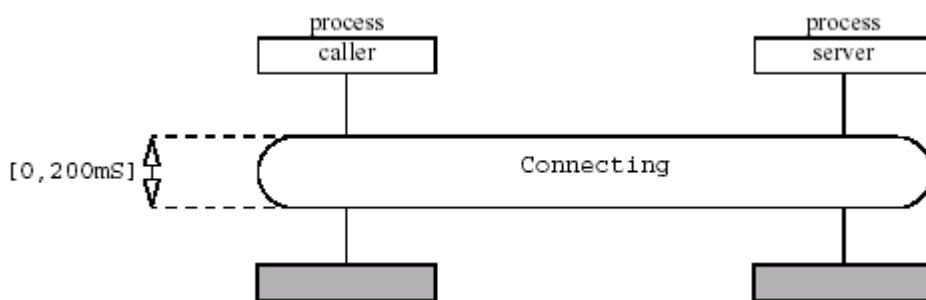 process
process
caller
server
[0,200mS]
Connecting